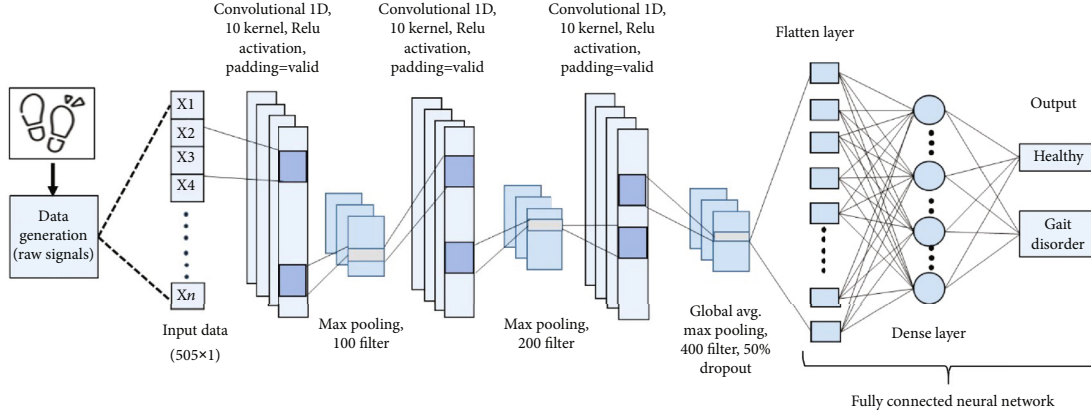 Convolutional 1D,
10 kernel, Relu
activation,
padding=valid
Convolutional 1D,
10 kernel, Relu
activation,
padding=valid
Convolutional 1D,
10 kernel, Relu
activation,
padding=valid
Flatten layer
X1
X2
X3
X4
Xn
Data
generation
(raw signals)
Input data
(505×1)
Max pooling,
100 filter
Max pooling,
200 filter
Global avg.
max pooling,
400 filter, 50%
dropout
Dense layer
Output
Healthy
Gait
disorder
Fully connected neural network